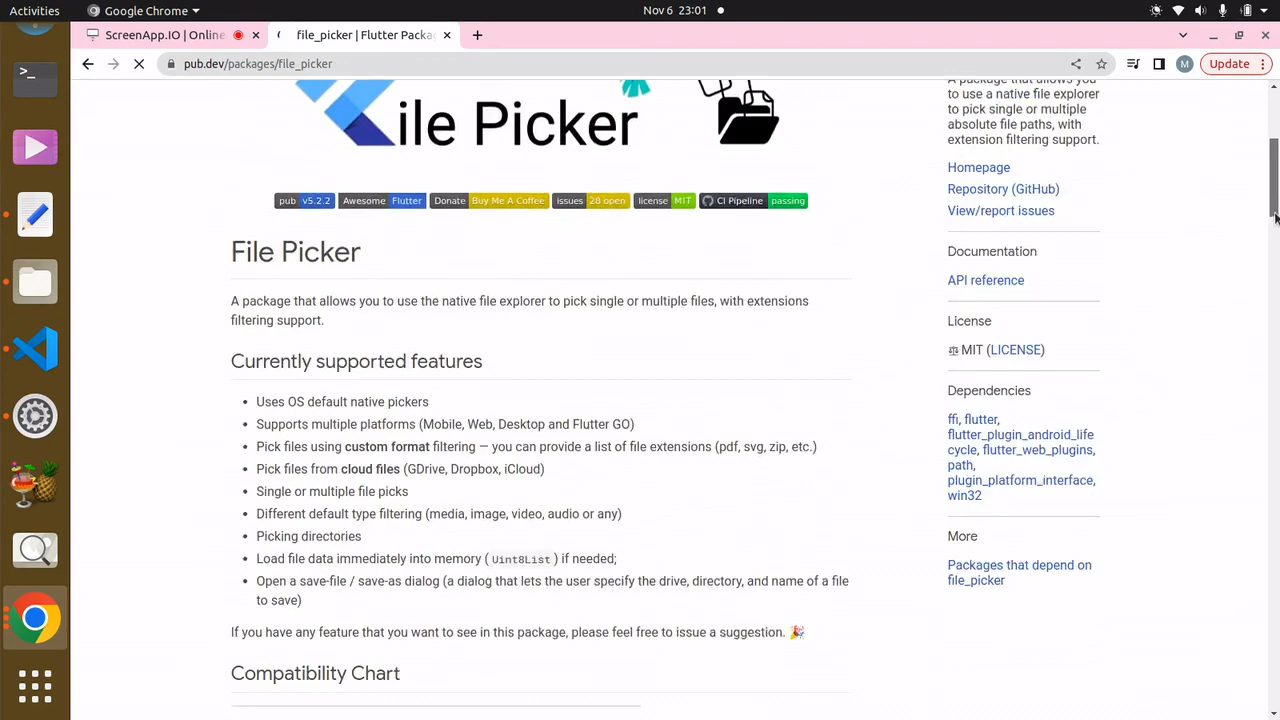 Activities
Google Chrome
Nov 6 23:01
ScreenApp.IO | Online
file_picker | Flutter Packa
pub.dev/packages/file_picker
M
Update
ile Picker
pub v5.2.2
Awesome Flutter
Donate Buy Me A Coffee
issues 28 open
license MIT
CI Pipeline passing
File Picker
A package that allows you to use the native file explorer to pick single or multiple files, with extensions
filtering support.
Currently supported features
• Uses OS default native pickers
• Supports multiple platforms (Mobile, Web, Desktop and Flutter GO)
• Pick files using custom format filtering — you can provide a list of file extensions (pdf, svg, zip, etc.)
• Pick files from cloud files (GDrive, Dropbox, iCloud)
• Single or multiple file picks
• Different default type filtering (media, image, video, audio or any)
• Picking directories
• Load file data immediately into memory (Uint8List) if needed;
• Open a save-file / save-as dialog (a dialog that lets the user specify the drive, directory, and name of a file
to save)
If you have any feature that you want to see in this package, please feel free to issue a suggestion. 🎉
Compatibility Chart
A package that allows you
to use a native file explorer
to pick single or multiple
absolute file paths, with
extension filtering support.
Homepage
Repository (GitHub)
View/report issues
Documentation
API reference
License
MIT (LICENSE)
Dependencies
ffi, flutter,
flutter_plugin_android_life
cycle, flutter_web_plugins,
path,
plugin_platform_interface,
win32
More
Packages that depend on
file_picker